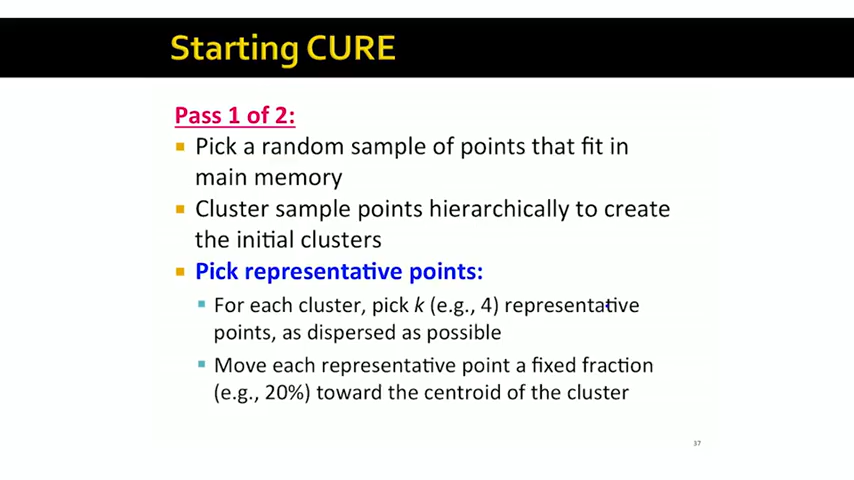 Starting CURE
Pass 1 of 2:
Pick a random sample of points that fit in
main memory
Cluster sample points hierarchically to create
the initial clusters
Pick representative points:
For each cluster, pick k (e.g., 4) representative
points, as dispersed as possible
Move each representative point a fixed fraction
(e.g., 20%) toward the centroid of the cluster
37